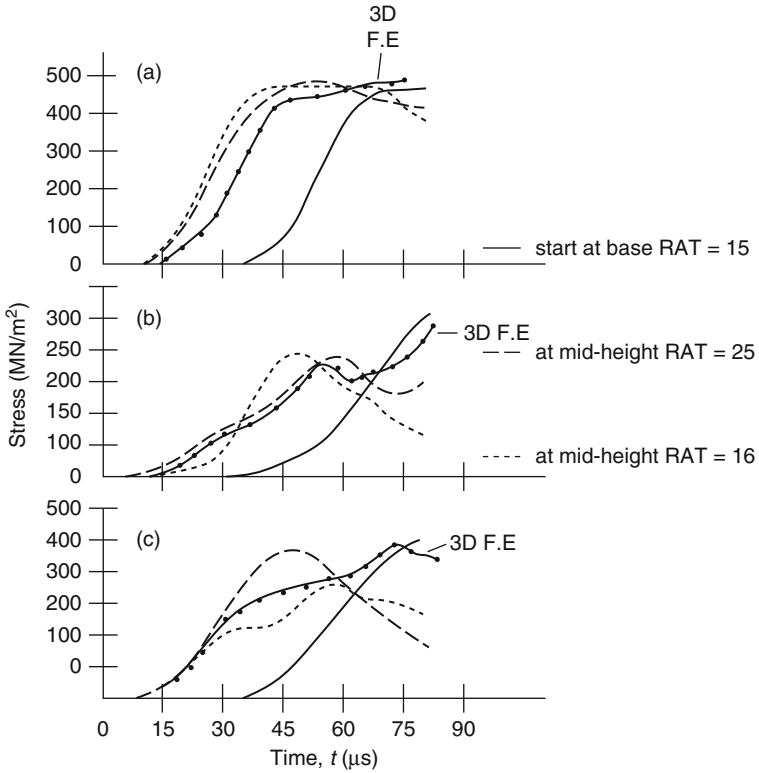 3D
F.E
(a)
500
400
300
200
100
0
start at base RAT = 15
(b)
300
250
200
150
100
0
3D F.E
at mid-height RAT = 25
at mid-height RAT = 16
Stress (MN/m²)
(c)
500
400
300
200
100
0
3D F.E
0 15 30 45 60 75 90
Time, t (μs)